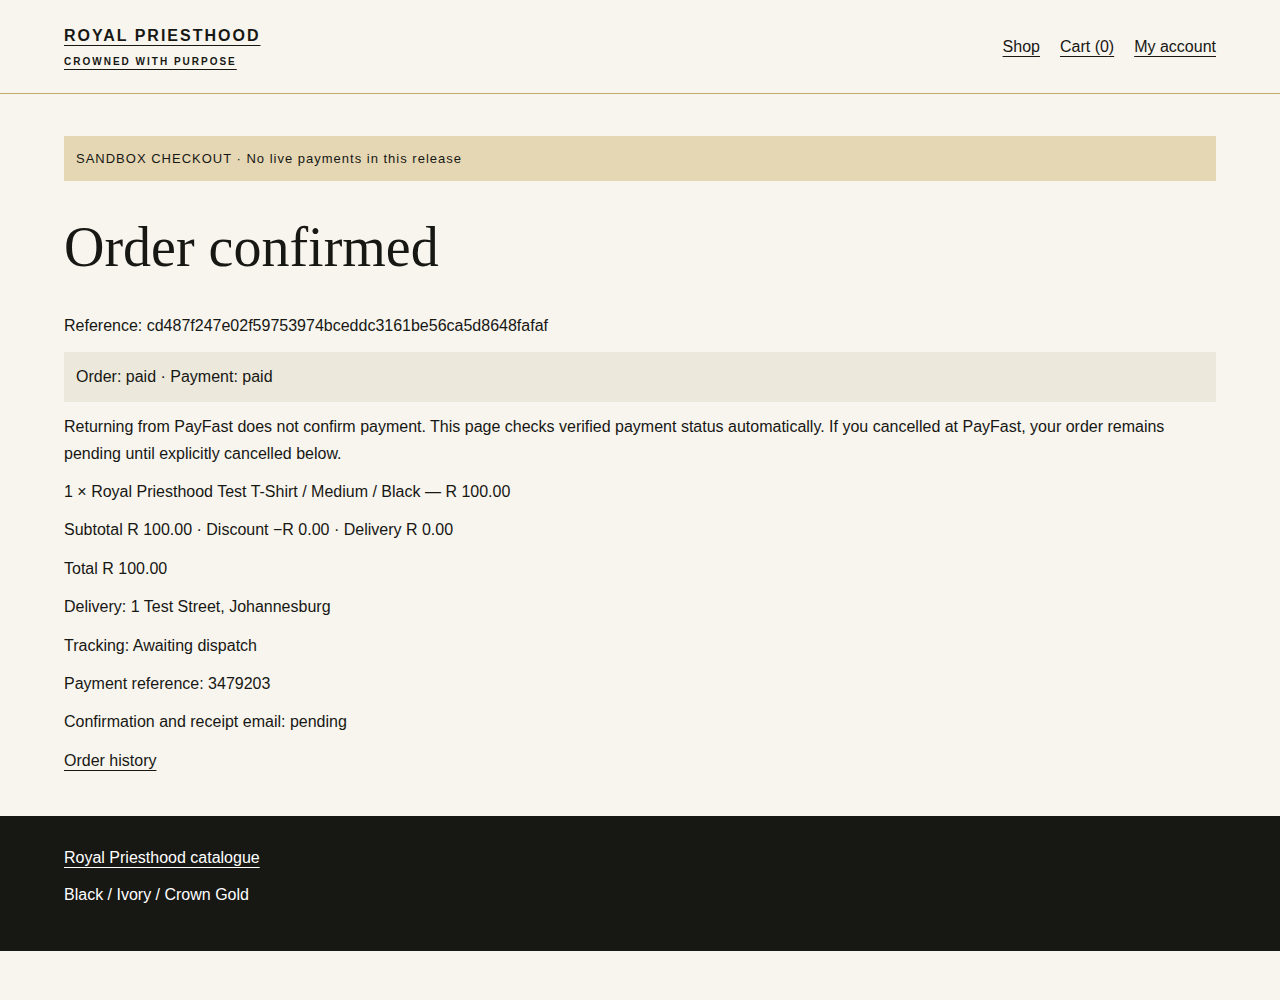 ROYAL PRIESTHOOD
CROWNED WITH PURPOSE
Shop Cart (0) My account
SANDBOX CHECKOUT · No live payments in this release
Order confirmed
Reference: cd487f247e02f59753974bceddc3161be56ca5d8648fafaf
Order: paid · Payment: paid
Returning from PayFast does not confirm payment. This page checks verified payment status automatically. If you cancelled at PayFast, your order remains
pending until explicitly cancelled below.
1 × Royal Priesthood Test T-Shirt / Medium / Black — R 100.00
Subtotal R 100.00 · Discount −R 0.00 · Delivery R 0.00
Total R 100.00
Delivery: 1 Test Street, Johannesburg
Tracking: Awaiting dispatch
Payment reference: 3479203
Confirmation and receipt email: pending
Order history
Royal Priesthood catalogue
Black / Ivory / Crown Gold